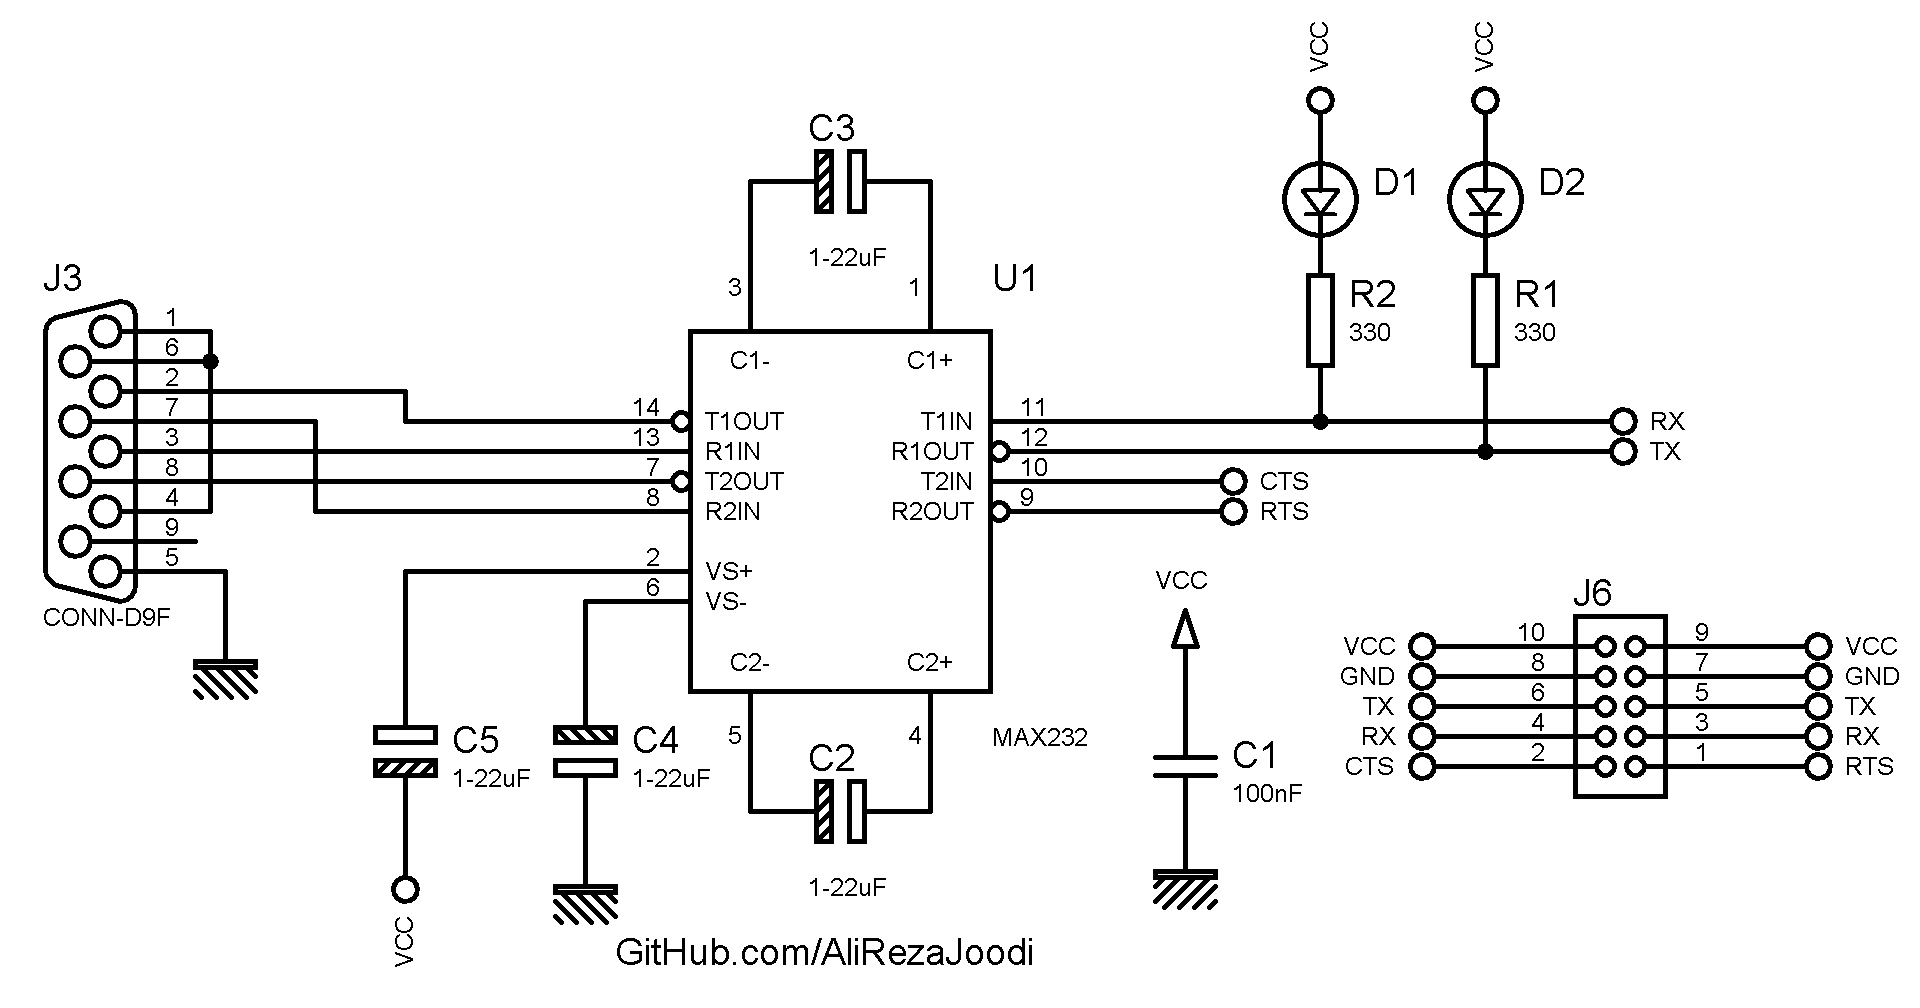 VCC
VCC
C3
1-22uF
D1
D2
R2
330
R1
330
J3
1
6
2
7
3
8
4
9
5
CONN-D9F
U1
3
1
C1-
C1+
14
T1OUT
T1IN
11
RX
13
R1IN
R1OUT
12
TX
7
T2OUT
T2IN
10
CTS
8
R2IN
R2OUT
9
RTS
2
VS+
6
VS-
C2-
C2+
5
4
MAX232
C5
1-22uF
VCC
C4
1-22uF
C2
1-22uF
VCC
C1
100nF
J6
VCC
10
9
VCC
GND
8
7
GND
TX
6
5
TX
RX
4
3
RX
CTS
2
1
RTS
GitHub.com/AliRezaJoodi